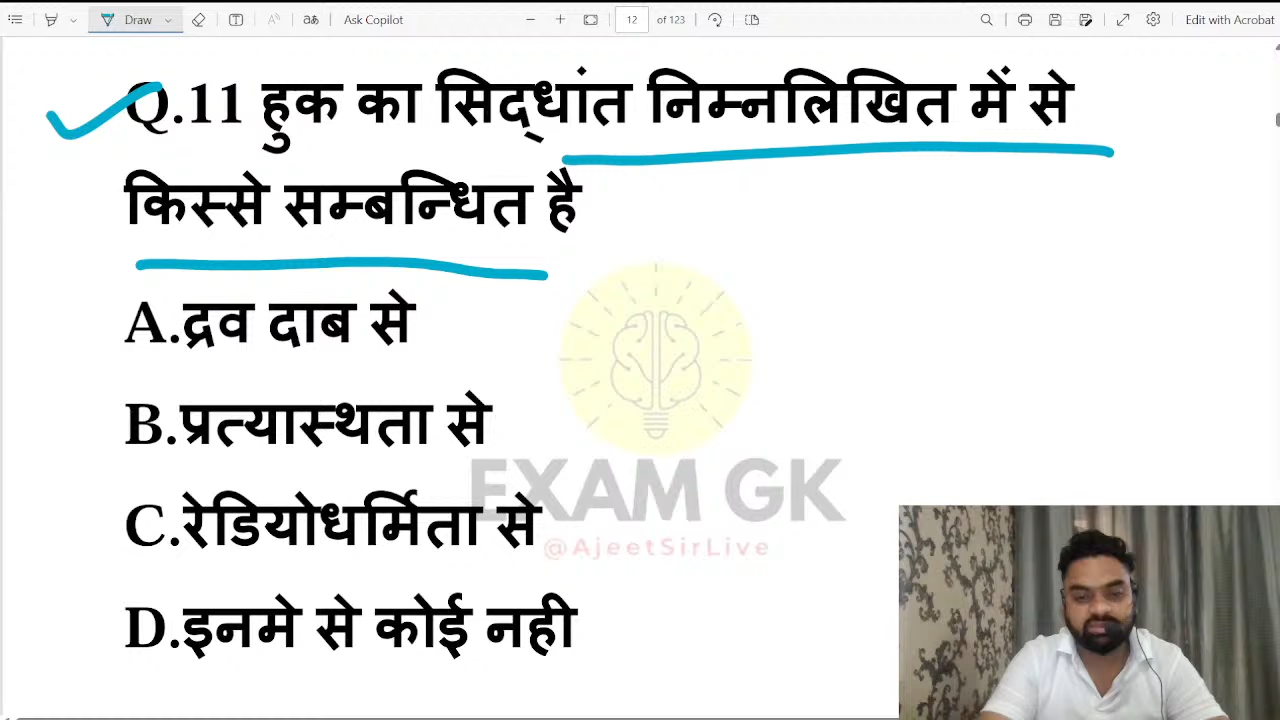 Draw
Ask Copilot
12 of 123
Edit with Acrobat
Q.11 हुक का सिद्धांत निम्नलिखित में से
किस्से सम्बन्धित है
A.द्रव दाब से
B.प्रत्यास्थता से
C.रेडियोधर्मिता से
D.इनमे से कोई नही
EXAM GK
@AjeetSirLive